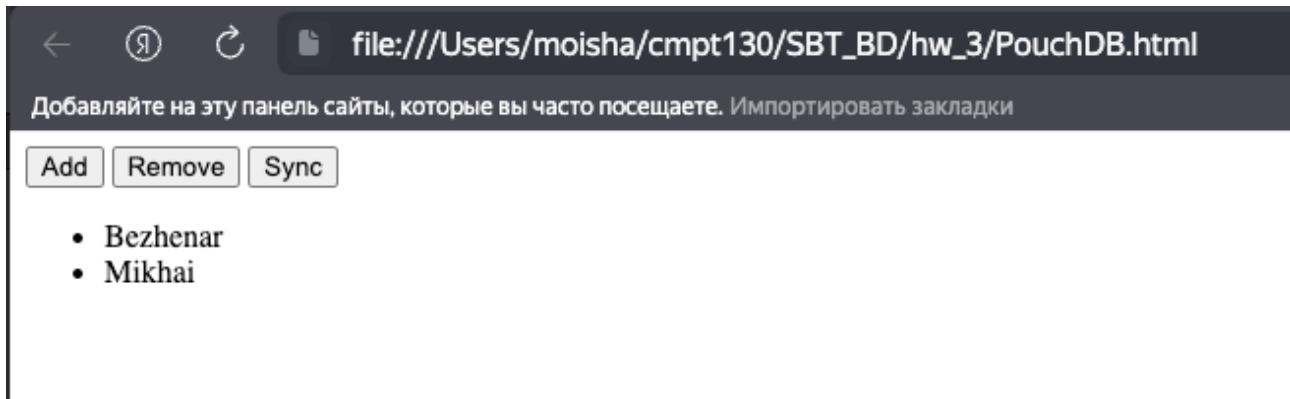 file:///Users/moisha/cmpt130/SBT_BD/hw_3/PouchDB.html
Добавляйте на эту панель сайты, которые вы часто посещаете. Импортировать закладки
Add Remove Sync
• Bezhenar
• Mikhai